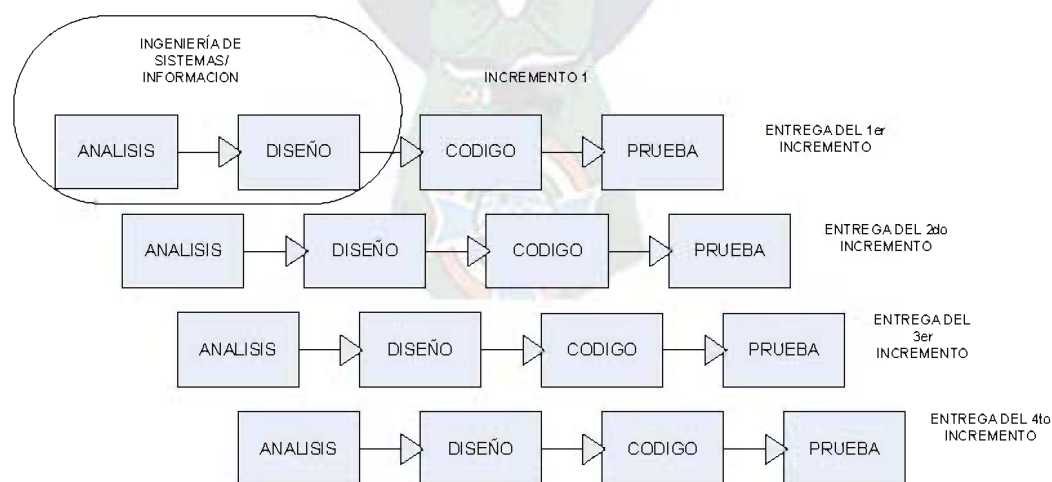 INGENIERÍA DE
SISTEMAS/
INFORMACION
INCREMENTO 1
ANALISIS
DISEÑO
CODIGO
PRUEBA
ENTREGA DEL 1er
INCREMENTO
ANALISIS
DISEÑO
CODIGO
PRUEBA
ENTREGA DEL 2do
INCREMENTO
ANALISIS
DISEÑO
CODIGO
PRUEBA
ENTREGA DEL
3er
INCREMENTO
ANALISIS
DISEÑO
CODIGO
PRUEBA
ENTREGA DEL 4to
INCREMENTO